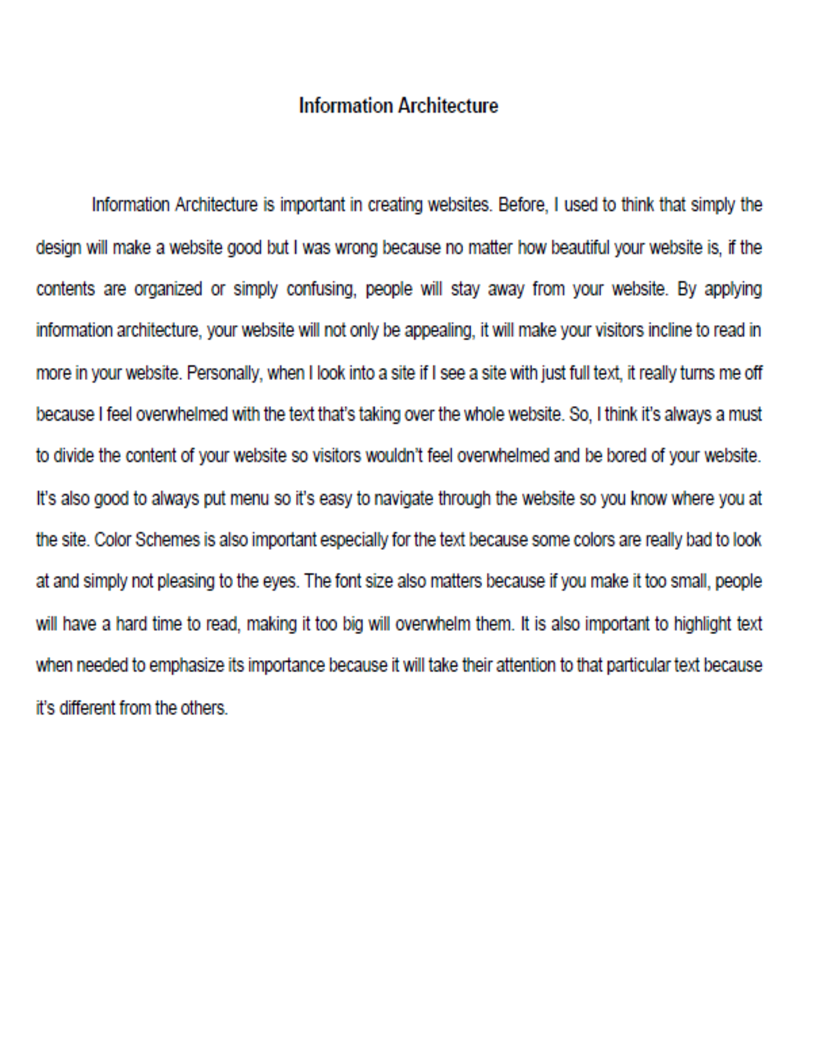 Information Architecture
Information Architecture is important in creating websites. Before, I used to think that simply the
design will make a website good but I was wrong because no matter how beautiful your website is, if the
contents are organized or simply confusing, people will stay away from your website. By applying
information architecture, your website will not only be appealing, it will make your visitors incline to read in
more in your website. Personally, when I look into a site if I see a site with just full text, it really turns me off
because I feel overwhelmed with the text that's taking over the whole website. So, I think it's always a must
to divide the content of your website so visitors wouldn't feel overwhelmed and be bored of your website.
It's also good to always put menu so it's easy to navigate through the website so you know where you at
the site. Color Schemes is also important especially for the text because some colors are really bad to look
at and simply not pleasing to the eyes. The font size also matters because if you make it too small, people
will have a hard time to read, making it too big will overwhelm them. It is also important to highlight text
when needed to emphasize its importance because it will take their attention to that particular text because
it's different from the others.